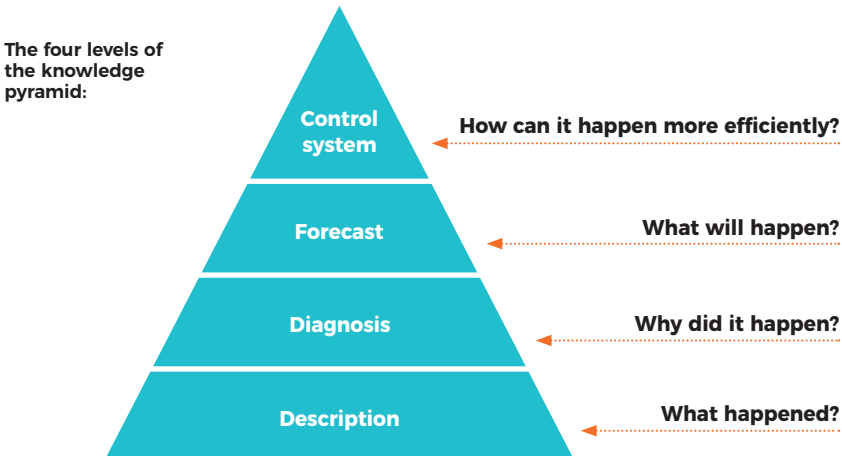 The four levels of
the knowledge
pyramid:
Control
system
How can it happen more efficiently?
Forecast
What will happen?
Diagnosis
Why did it happen?
Description
What happened?